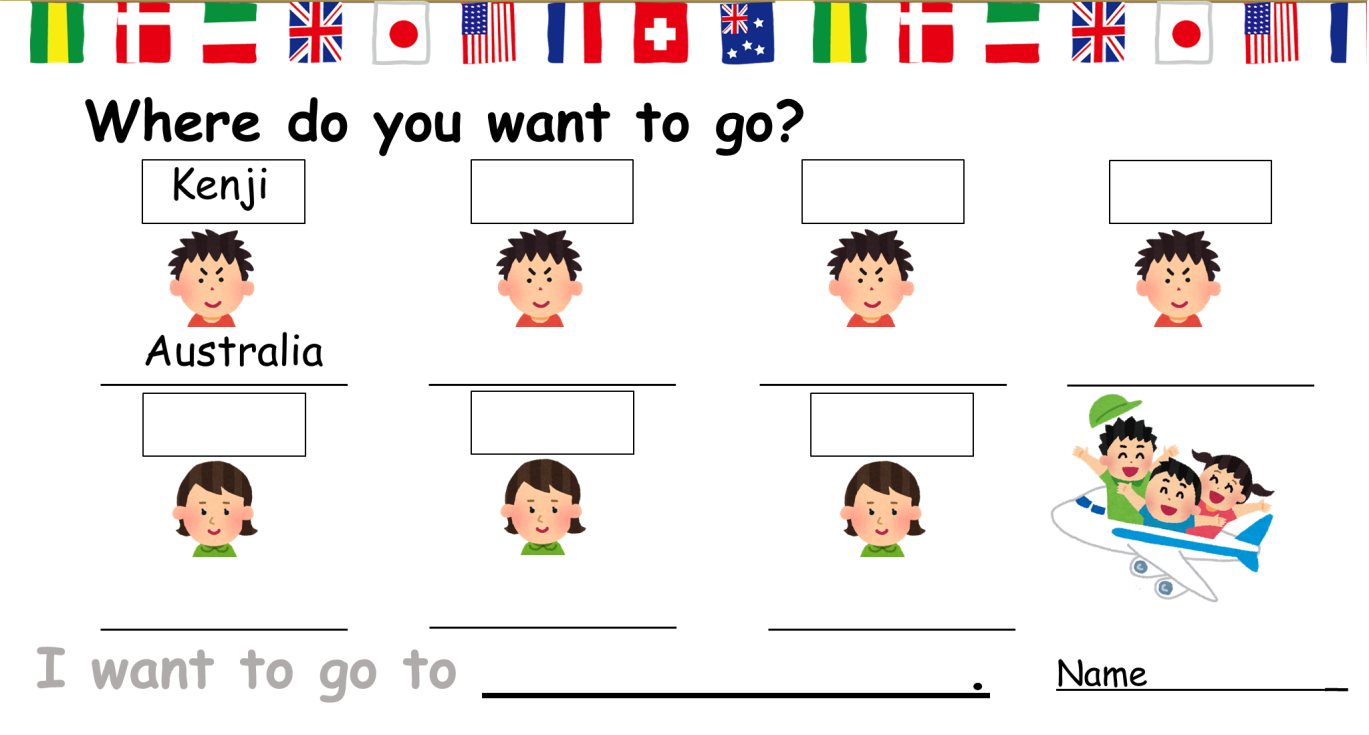 Where do you want to go?
Kenji
Australia
I want to go to .
Name